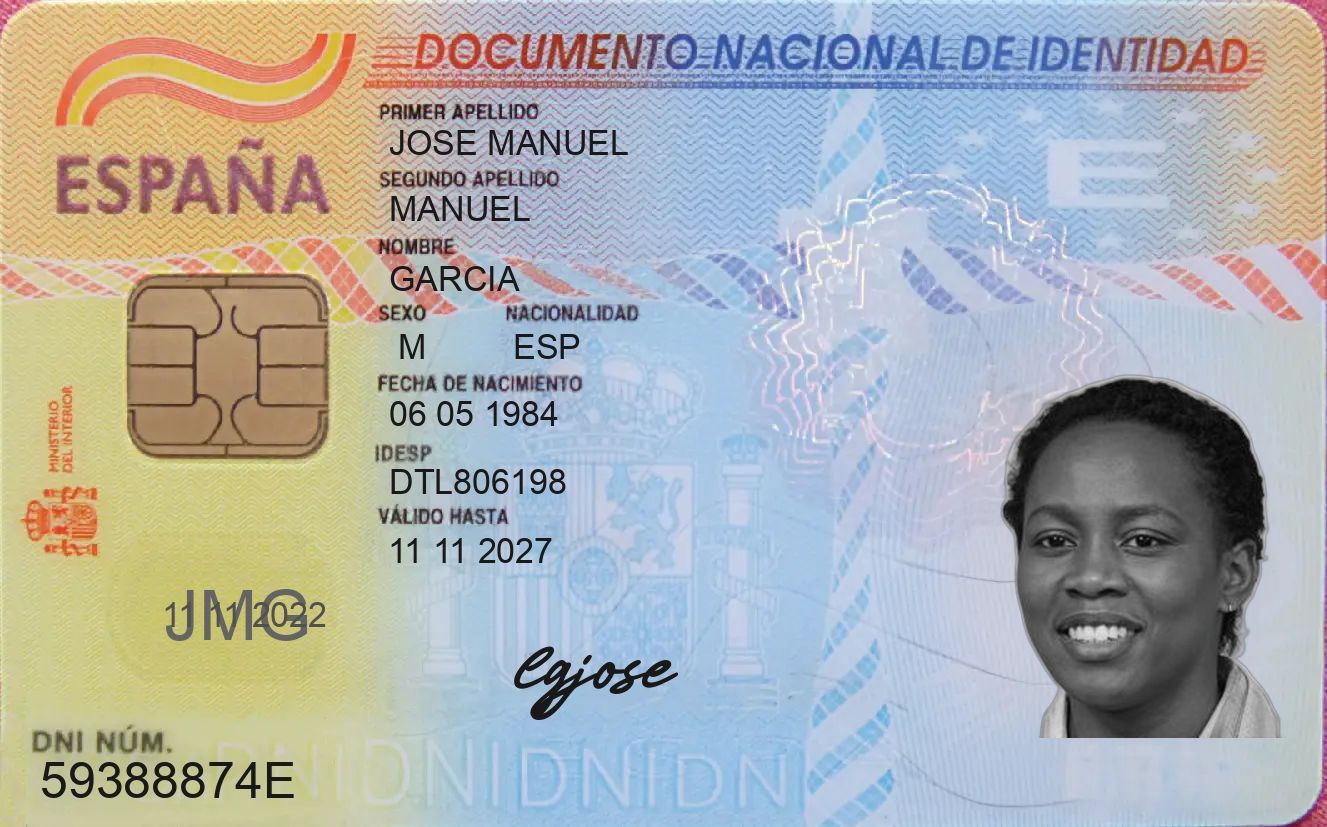 DOCUMENTO NACIONAL DE IDENTIDAD
ESPAÑA
PRIMER APELLIDO
JOSE MANUEL
SEGUNDO APELLIDO
MANUEL
NOMBRE
GARCIA
SEXO NACIONALIDAD
M ESP
FECHA DE NACIMIENTO
06 05 1984
IDESP
DTL806198
VÁLIDO HASTA
11 11 2027
MINISTERIO
DEL INTERIOR
E
11 11 2022
JMG
Cgjose
DNI NÚM.
59388874E
DNIDNIDNIDNI